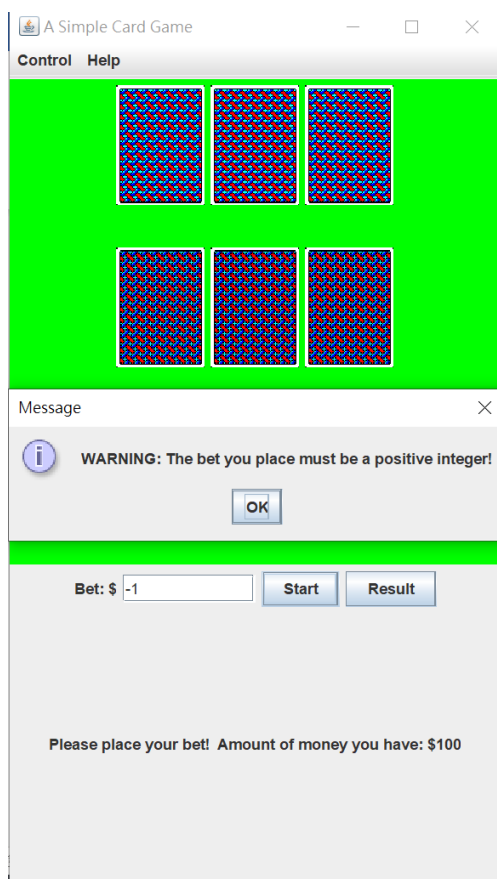 A Simple Card Game
Control Help
Message
WARNING: The bet you place must be a positive integer!
OK
Bet: $ -1 Start Result
Please place your bet!  Amount of money you have: $100